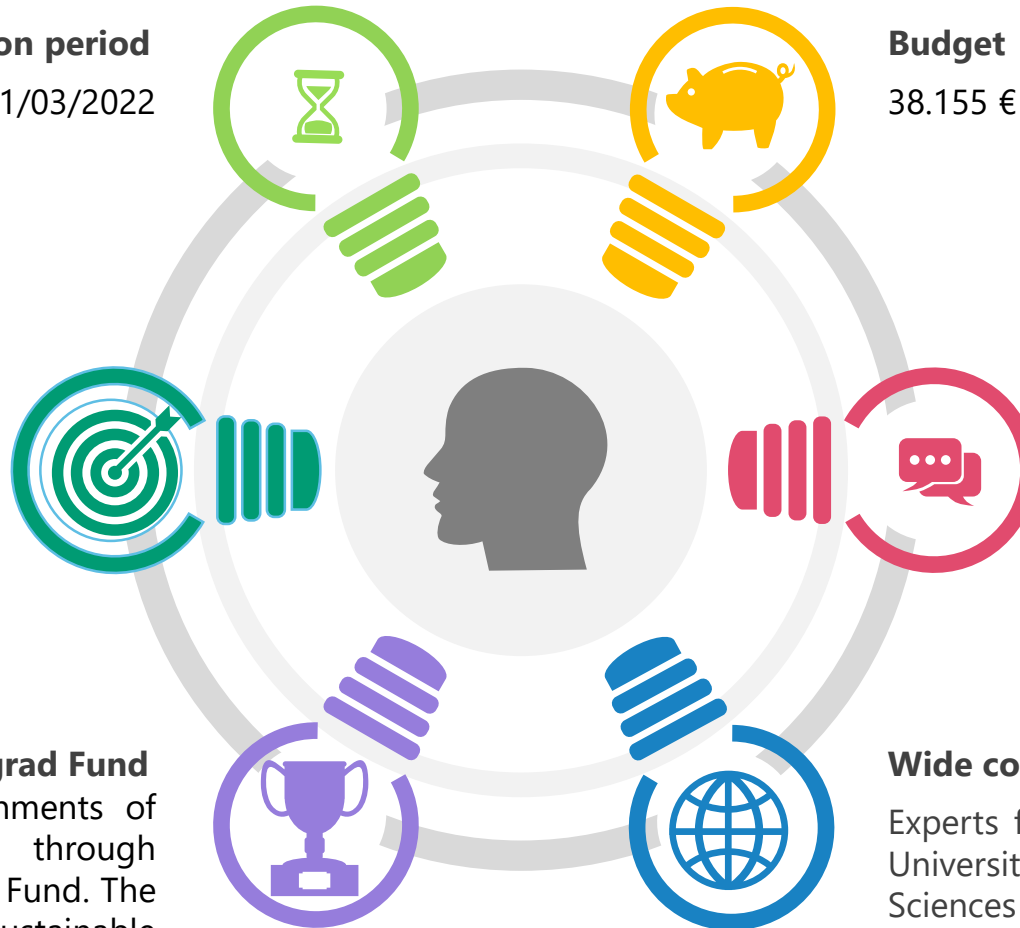 on period
1/03/2022
Budget
38.155 €
grad Fund
nments of
through
Fund. The
ustainable
Wide co
Experts f
Universit
Sciences